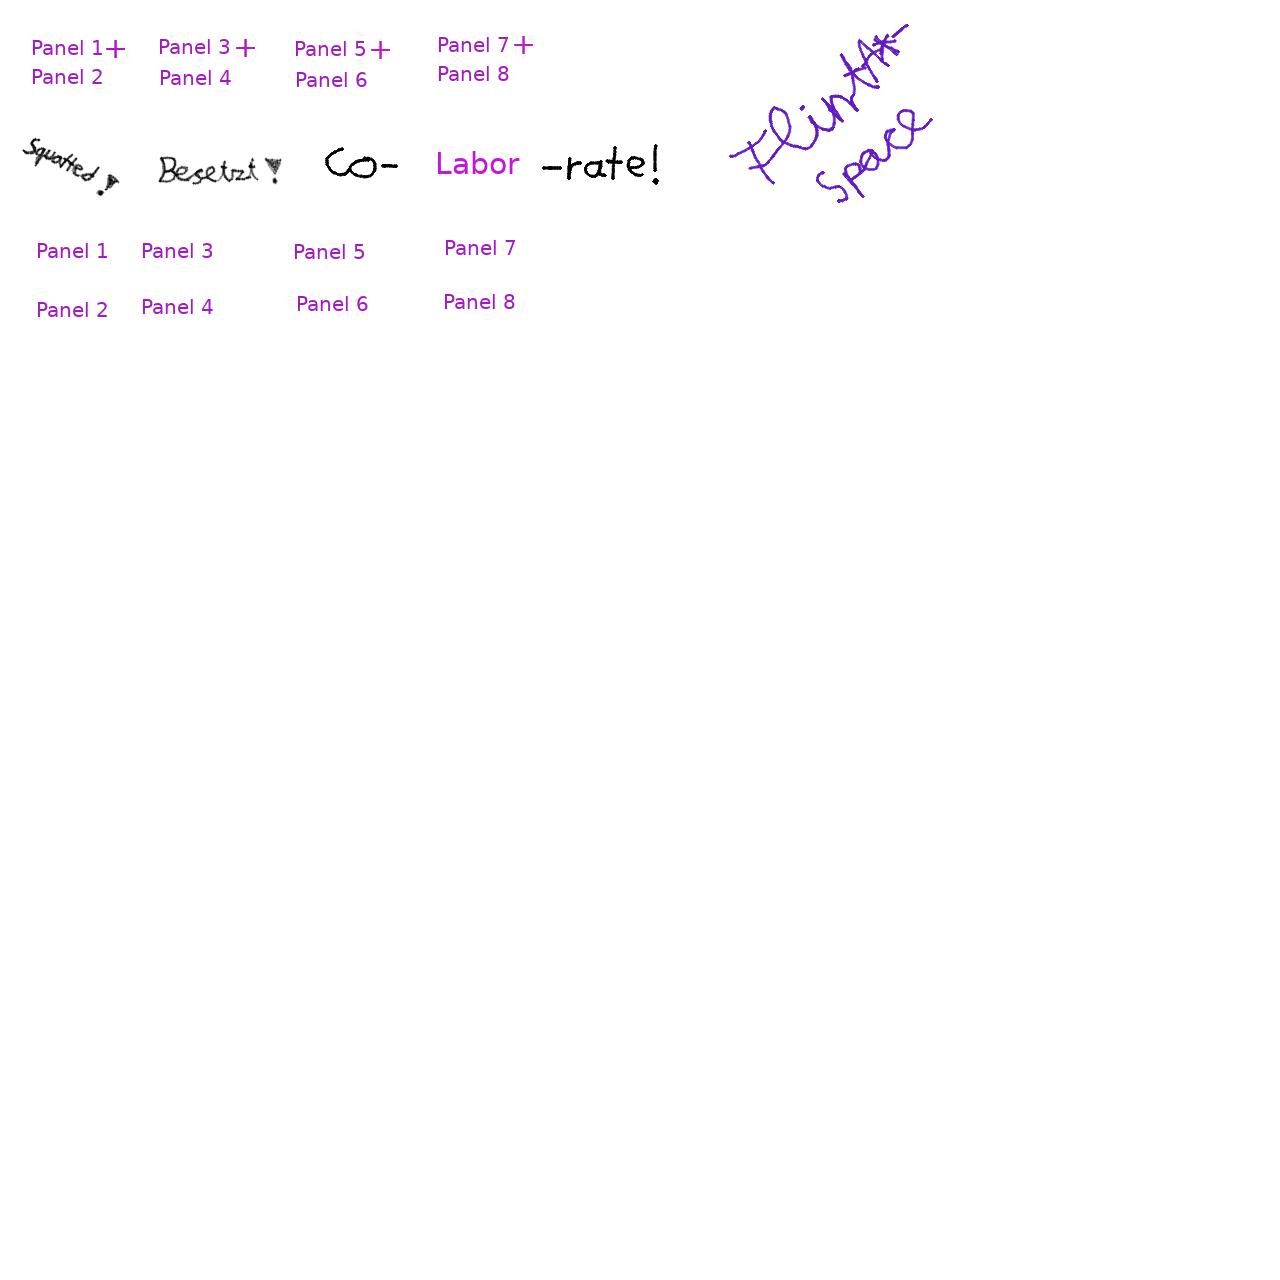 Panel 1+ Panel 3+ Panel 5+ Panel 7+
Panel 2 Panel 4 Panel 6 Panel 8
Squatted! Besetzt! Co- Labor -rate!
FlintA*-
Space
Panel 1 Panel 3 Panel 5 Panel 7
Panel 2 Panel 4 Panel 6 Panel 8